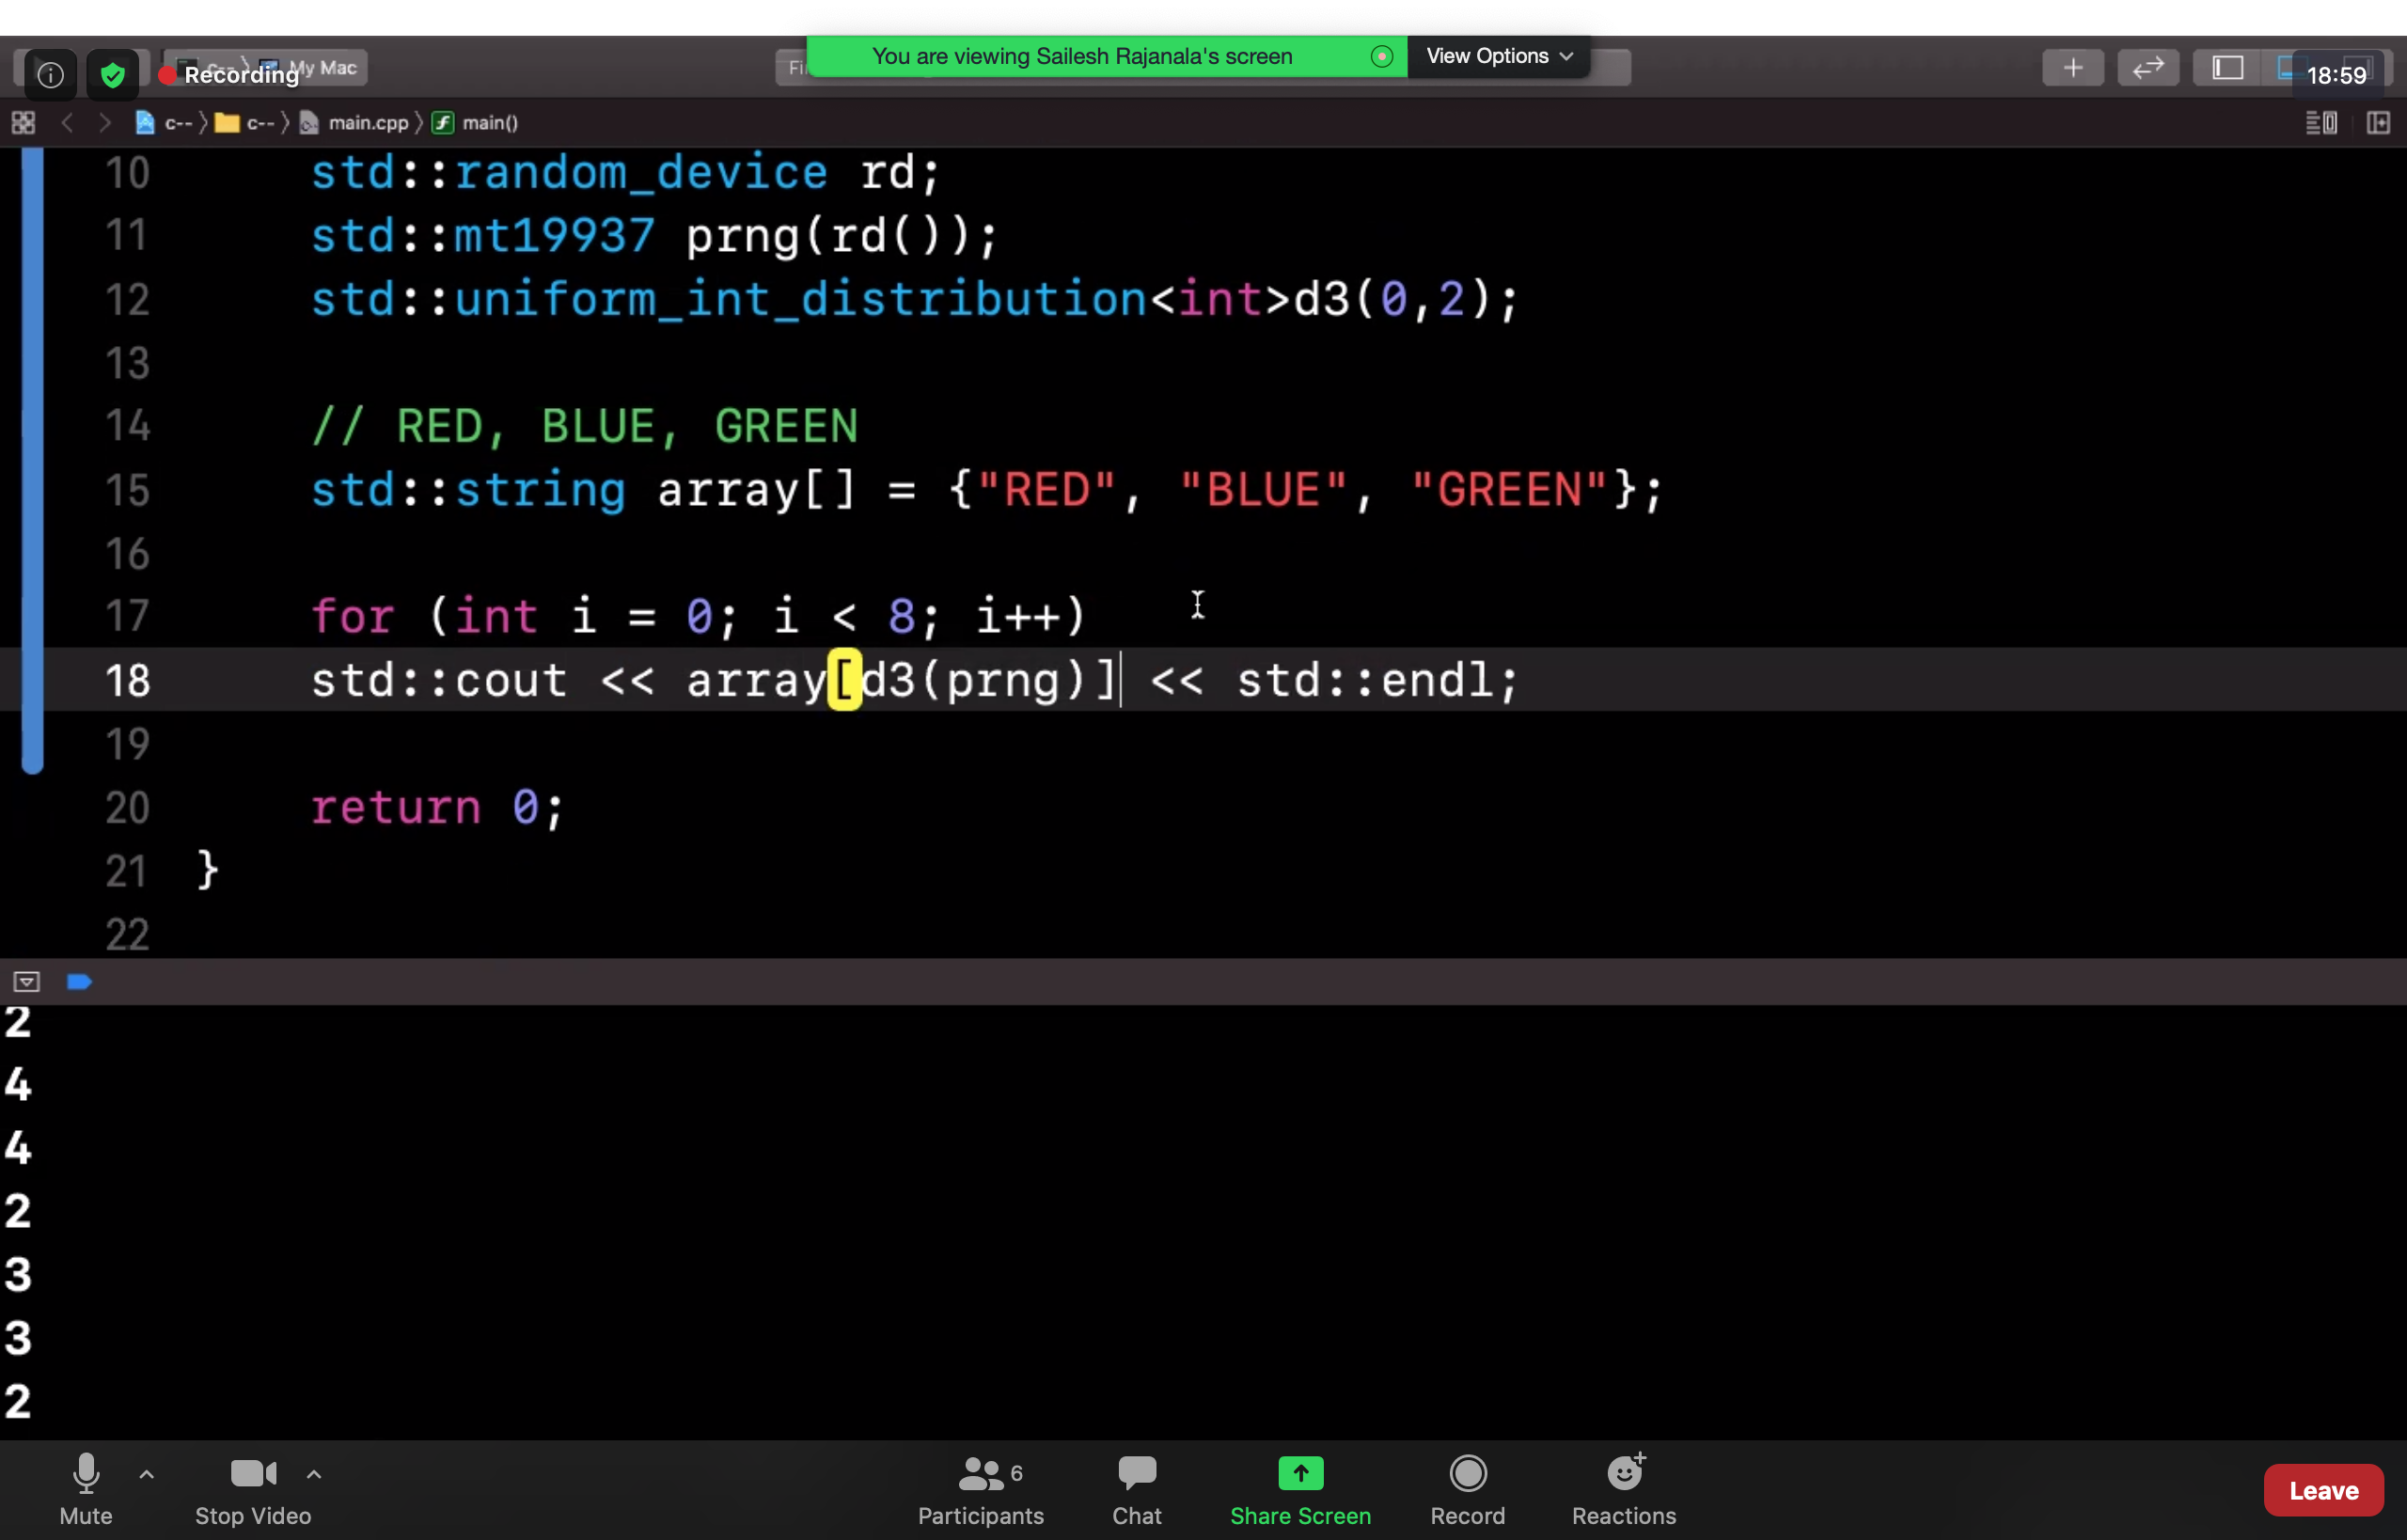 You are viewing Sailesh Rajanala's screen View Options
Recording My Mac 18:59
c-- c-- main.cpp main()
10 std::random_device rd;
11 std::mt19937 prng(rd());
12 std::uniform_int_distribution<int>d3(0,2);
13
14 // RED, BLUE, GREEN
15 std::string array[] = {"RED", "BLUE", "GREEN"};
16
17 for (int i = 0; i < 8; i++)
18 std::cout << array[d3(prng)] << std::endl;
19
20 return 0;
21 }
22
2
4
4
2
3
3
2
6
Mute Stop Video Participants Chat Share Screen Record Reactions Leave